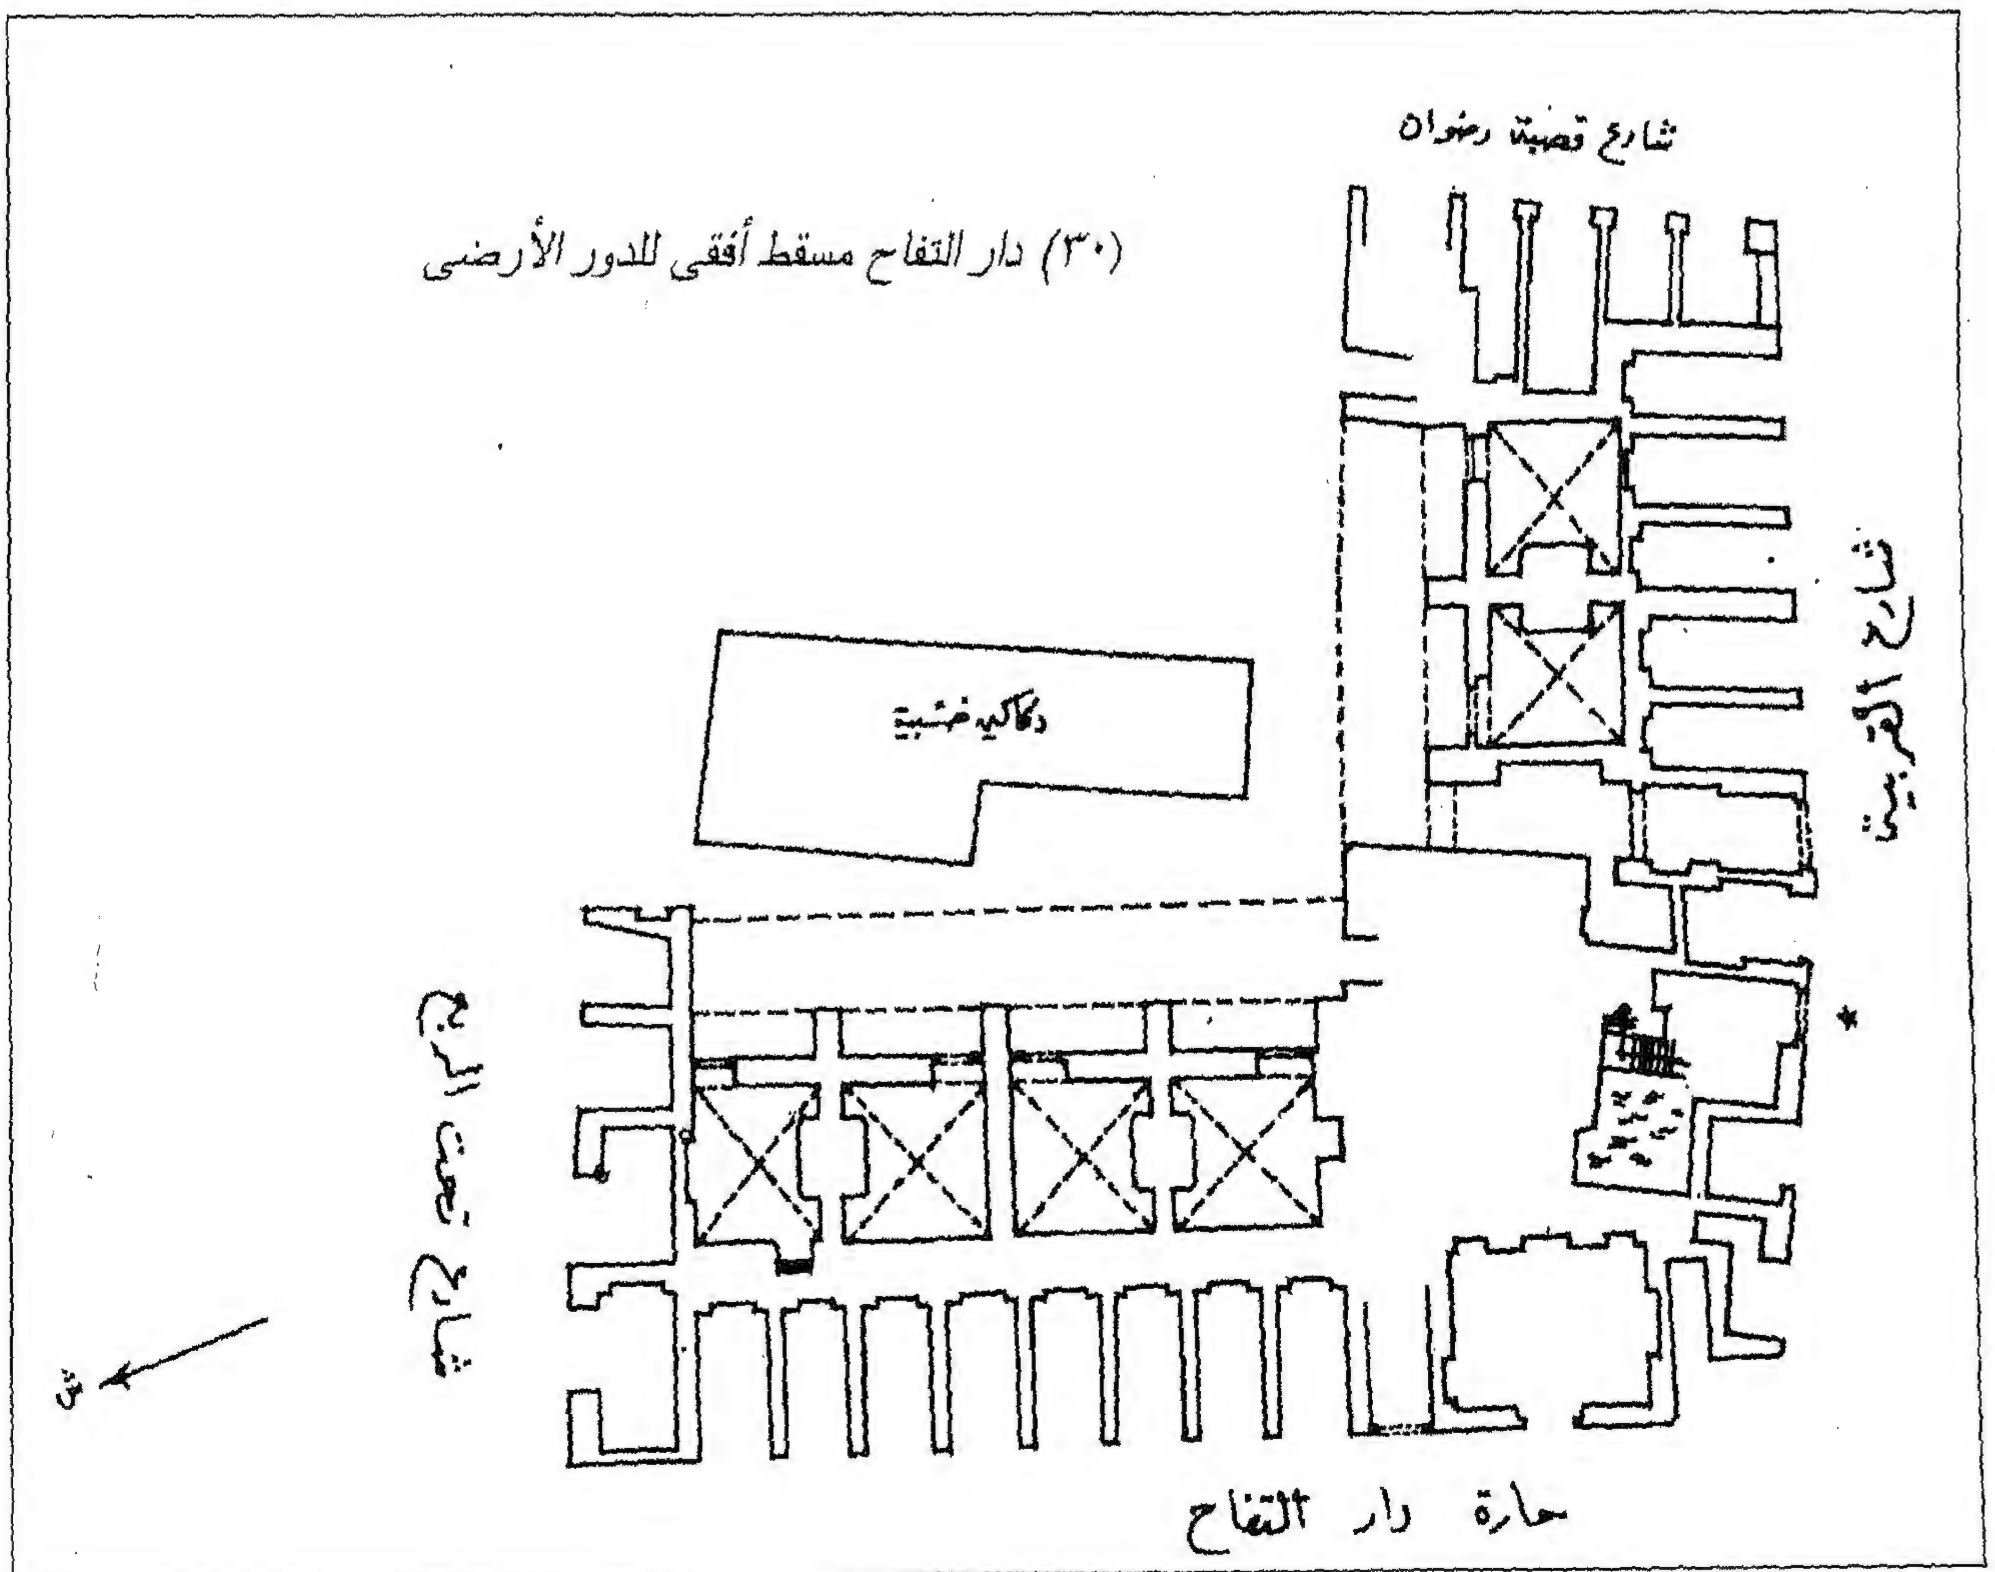 شارع قصبة رضوان
(٣٠) دار التفاح مسقط أفقى للدور الأرضى
شارع القربية
دكاكين خشبية
شارع تحت الربع
ش
حارة دار التفاح